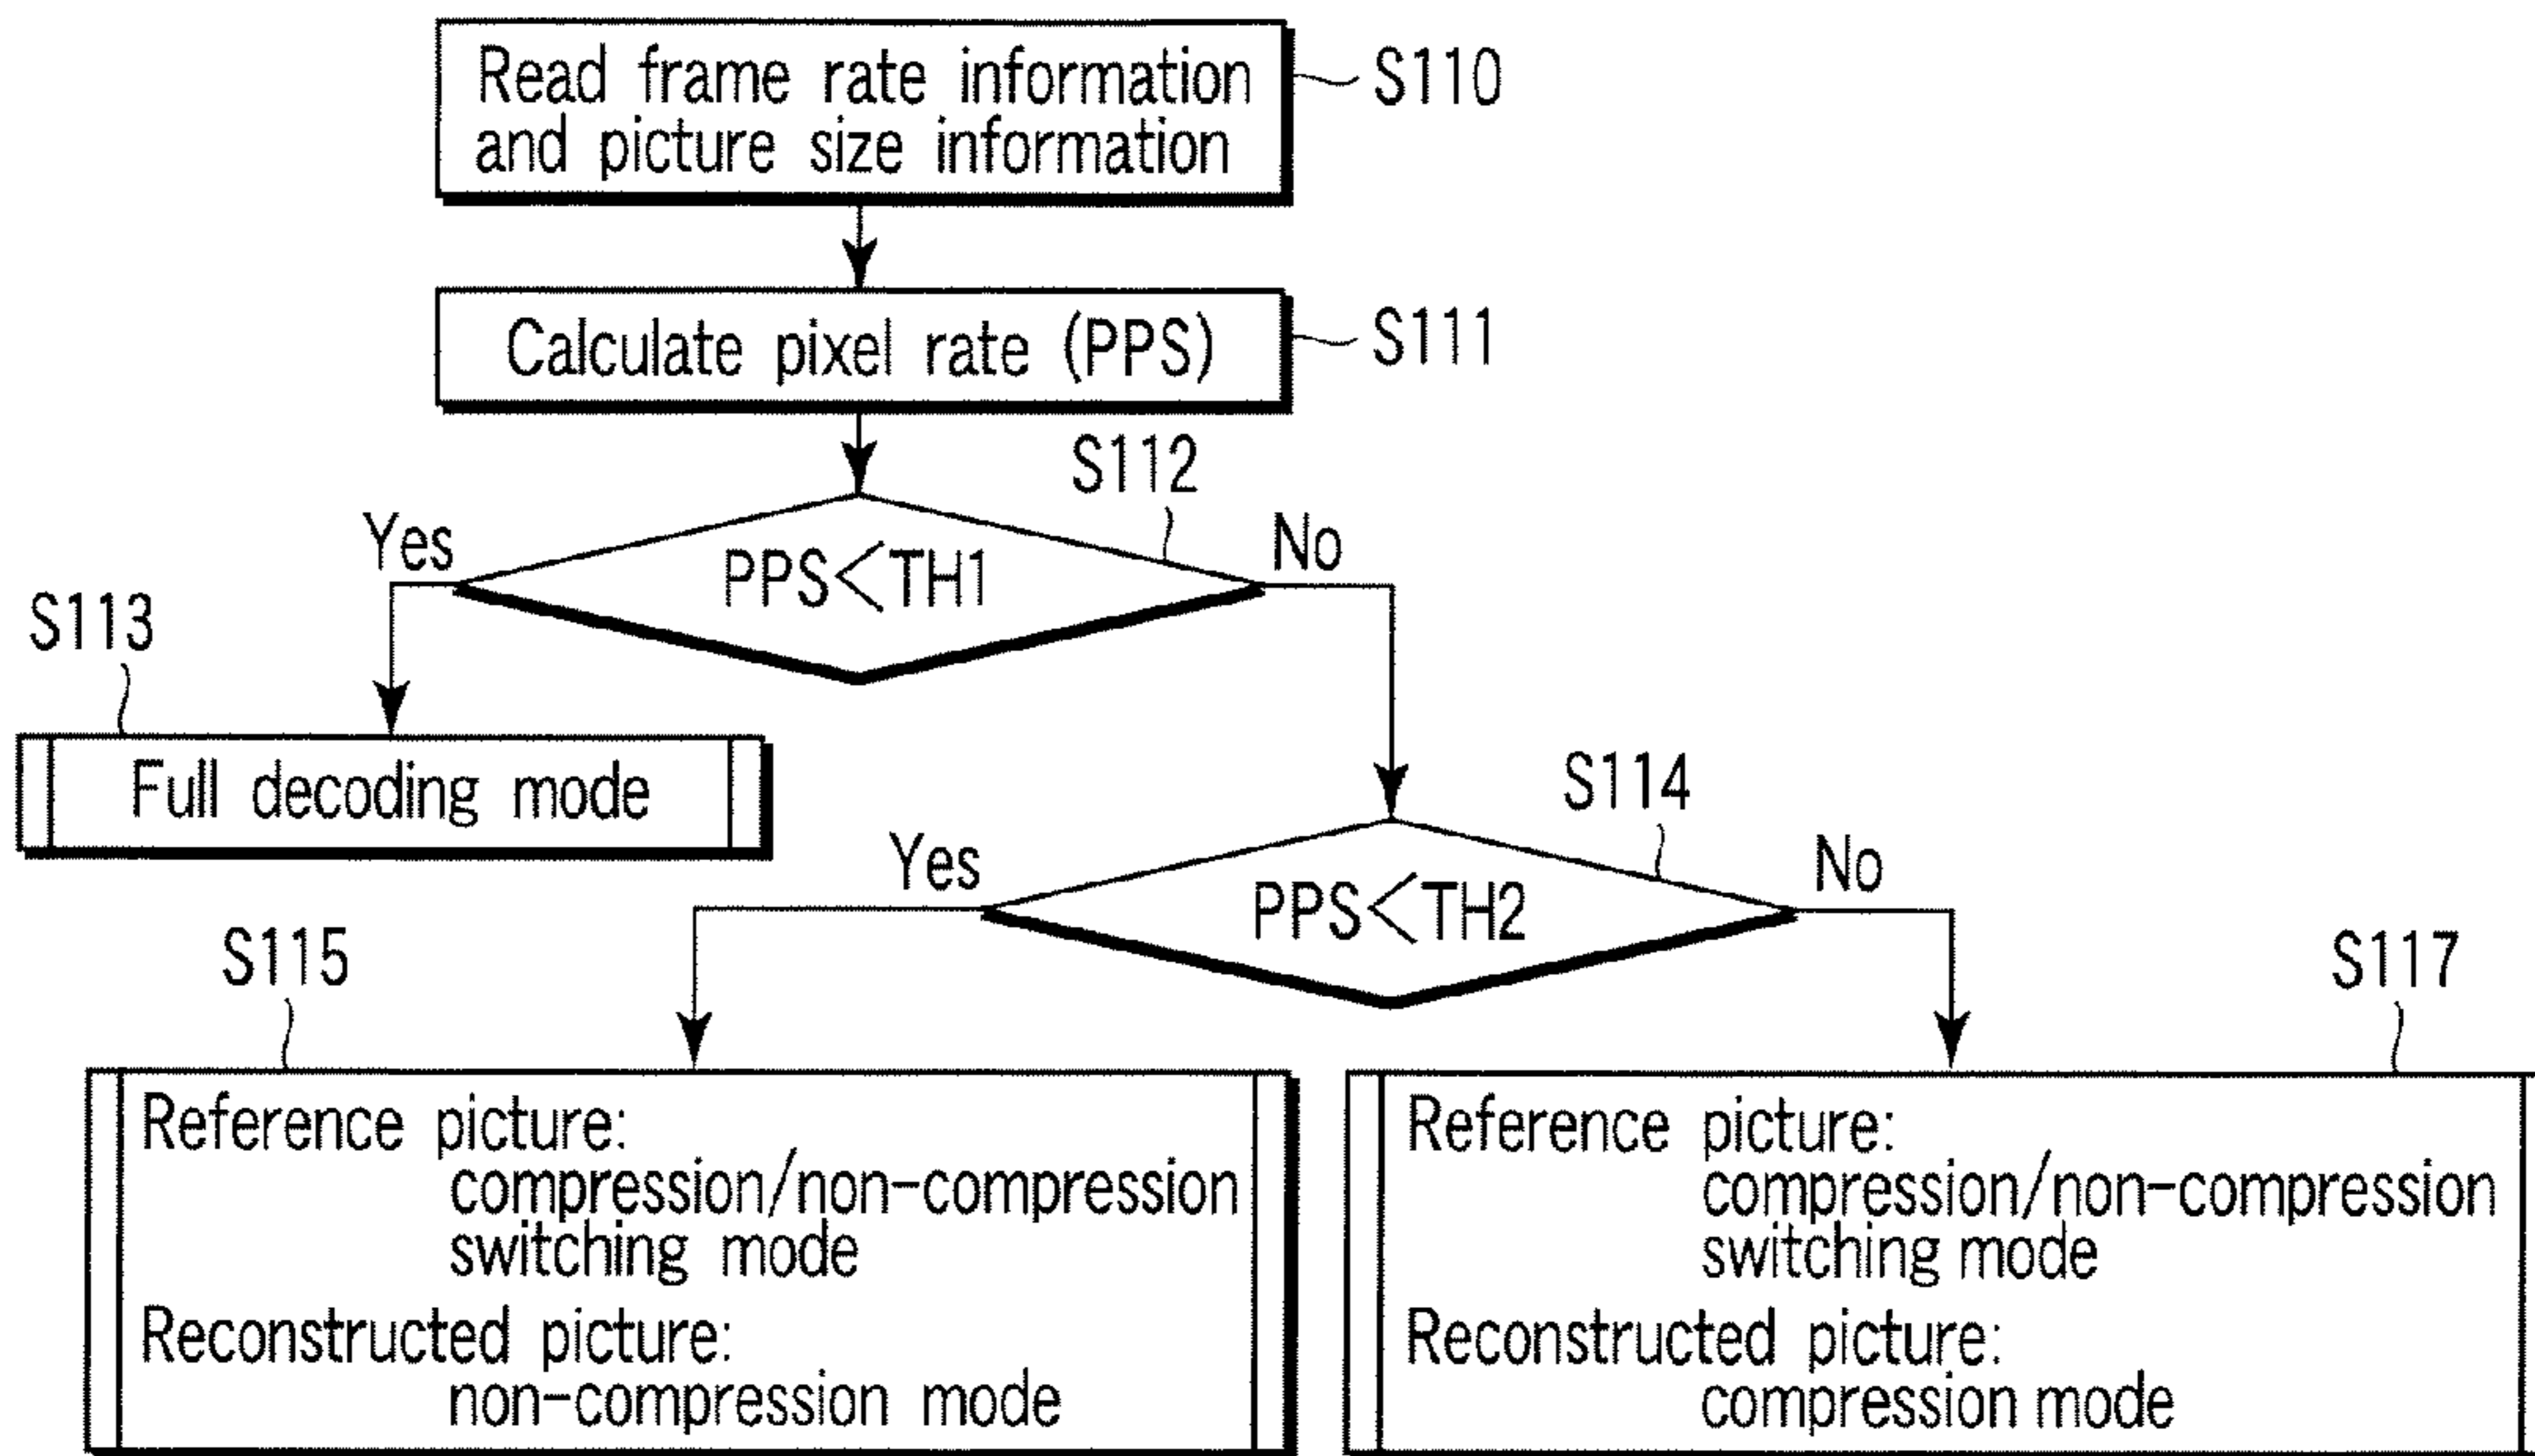 Read frame rate information
and picture size information
S110
Calculate pixel rate (PPS)
S111
S112
Yes
PPS<TH1
No
S113
Full decoding mode
S114
Yes
PPS<TH2
No
S115
Reference picture:
compression/non-compression
switching mode
Reconstructed picture:
non-compression mode
S117
Reference picture:
compression/non-compression
switching mode
Reconstructed picture:
compression mode